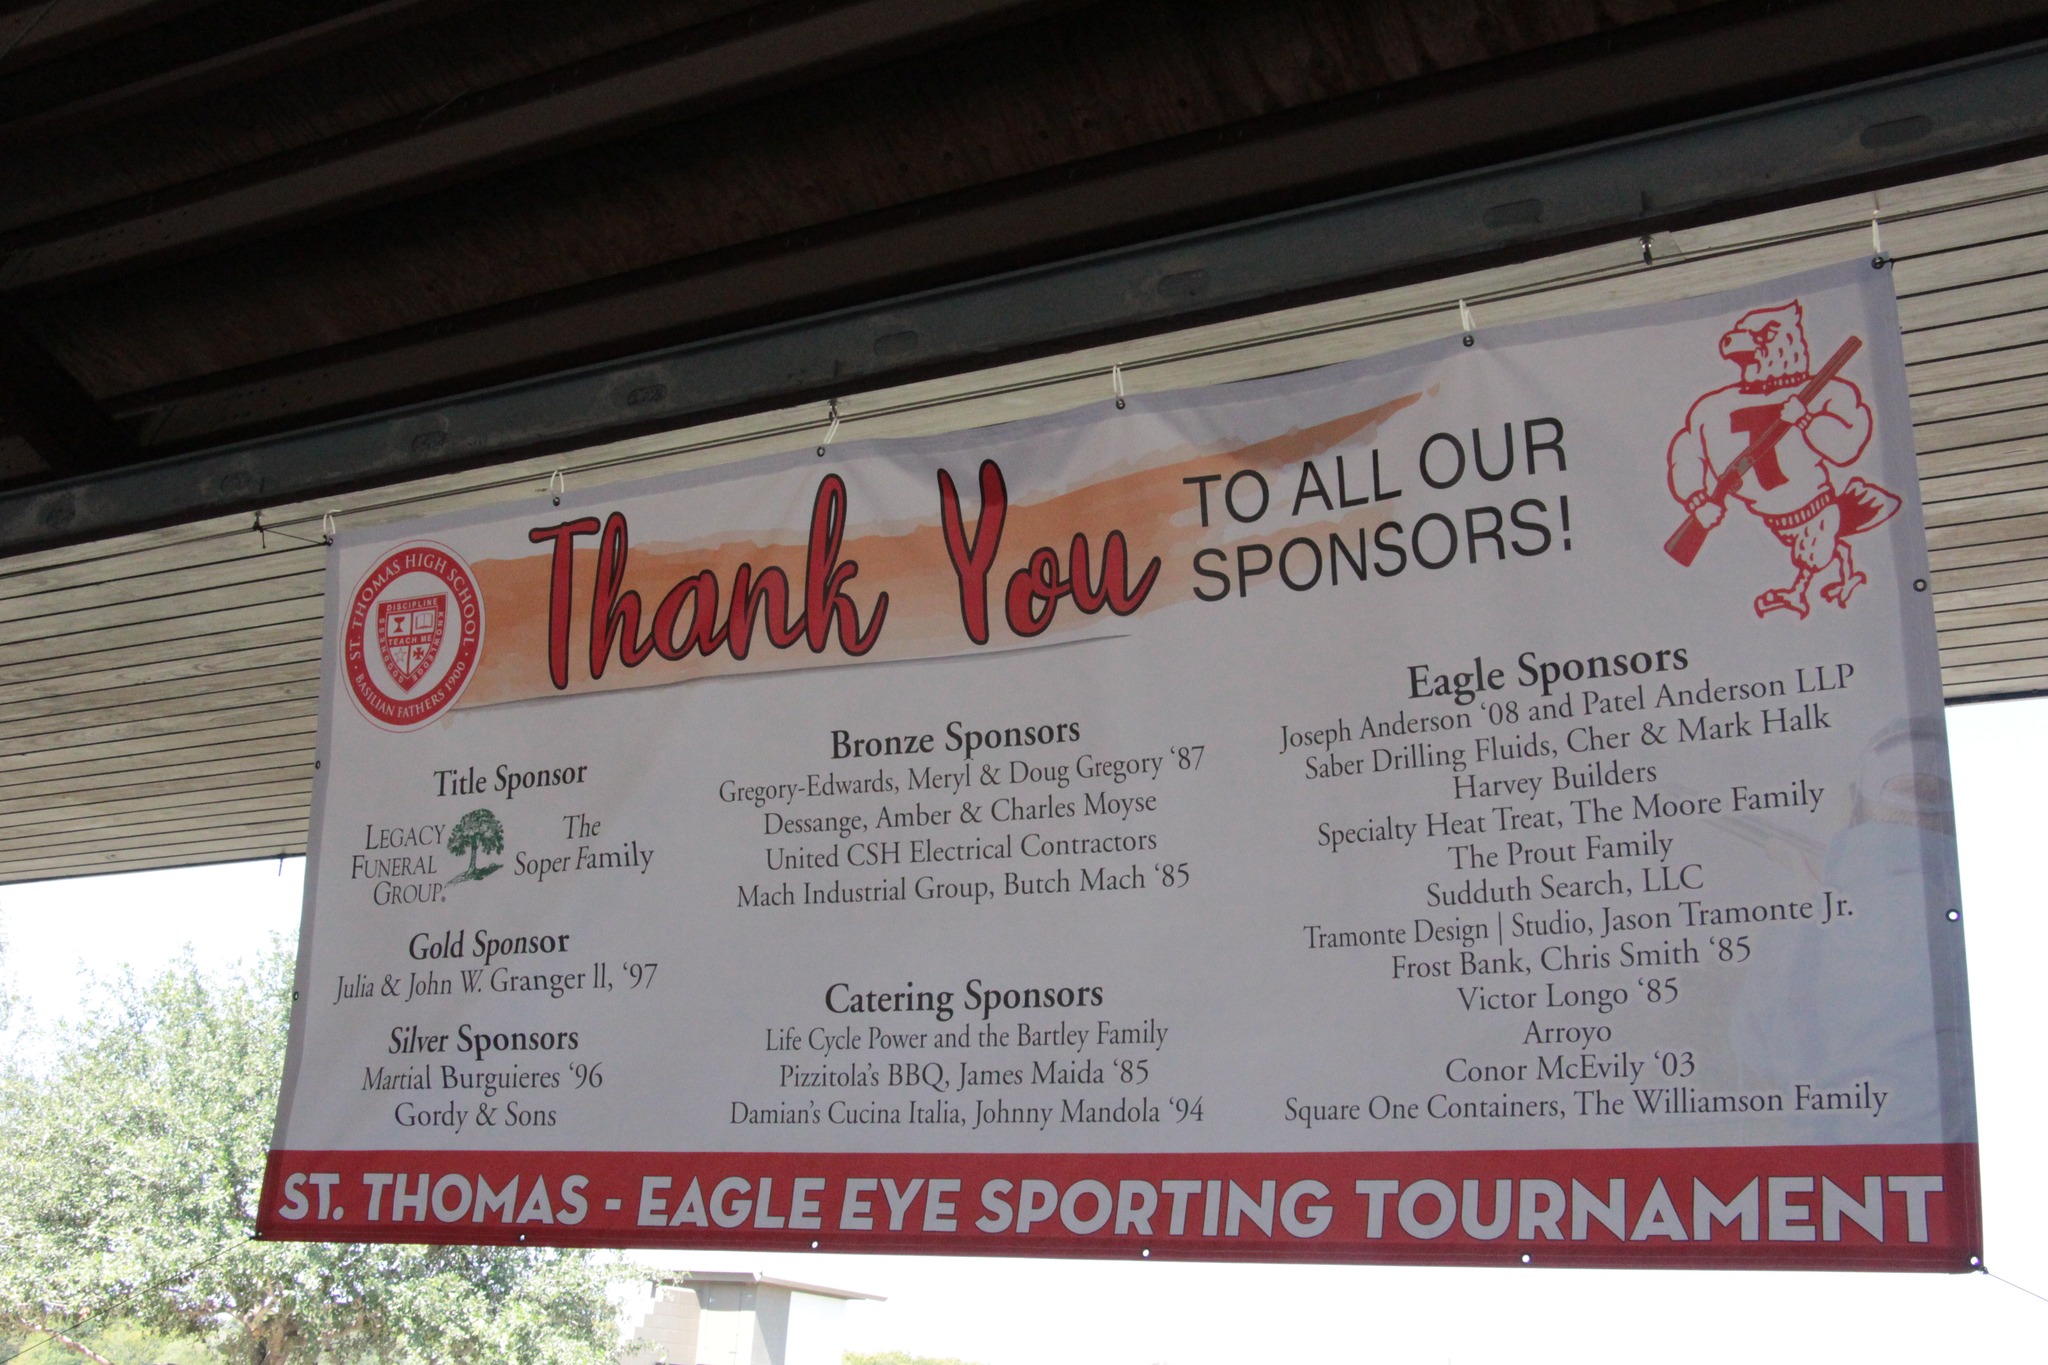 Thank You
TO ALL OUR
SPONSORS!
ST. THOMAS HIGH SCHOOL
BASILIAN FATHERS 1900
DISCIPLINE
GOODNESS
KNOWLEDGE
TEACH ME
T
Title Sponsor
LEGACY
FUNERAL
GROUP.
The
Soper Family
Gold Sponsor
Julia & John W. Granger ll, ‘97
Silver Sponsors
Martial Burguieres ‘96
Gordy & Sons
Bronze Sponsors
Gregory-Edwards, Meryl & Doug Gregory ‘87
Dessange, Amber & Charles Moyse
United CSH Electrical Contractors
Mach Industrial Group, Butch Mach ‘85
Catering Sponsors
Life Cycle Power and the Bartley Family
Pizzitola’s BBQ, James Maida ‘85
Damian’s Cucina Italia, Johnny Mandola ‘94
Eagle Sponsors
Joseph Anderson ‘08 and Patel Anderson LLP
Saber Drilling Fluids, Cher & Mark Halk
Harvey Builders
Specialty Heat Treat, The Moore Family
The Prout Family
Sudduth Search, LLC
Tramonte Design | Studio, Jason Tramonte Jr.
Frost Bank, Chris Smith ‘85
Victor Longo ‘85
Arroyo
Conor McEvily ‘03
Square One Containers, The Williamson Family
ST. THOMAS - EAGLE EYE SPORTING TOURNAMENT